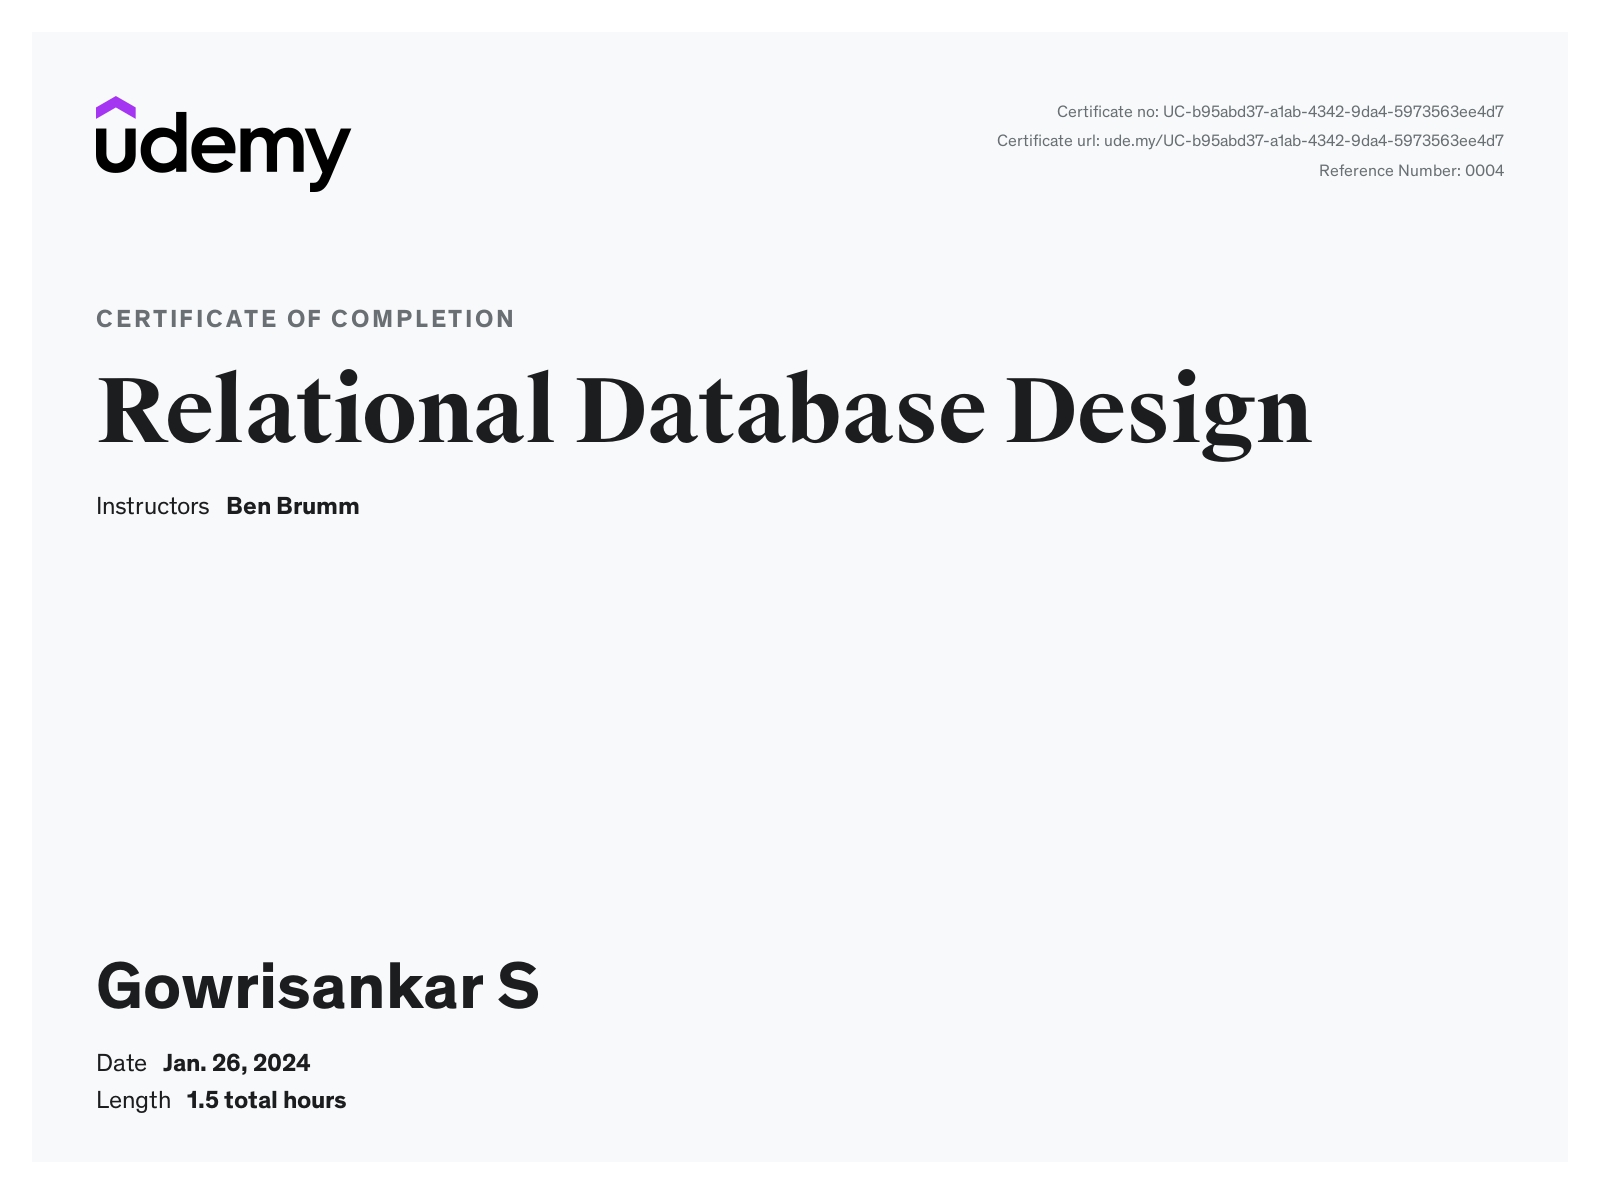 udemy
Certificate no: UC-b95abd37-a1ab-4342-9da4-5973563ee4d7
Certificate url: ude.my/UC-b95abd37-a1ab-4342-9da4-5973563ee4d7
Reference Number: 0004
CERTIFICATE OF COMPLETION
Relational Database Design
Instructors Ben Brumm
Gowrisankar S
Date Jan. 26, 2024
Length 1.5 total hours